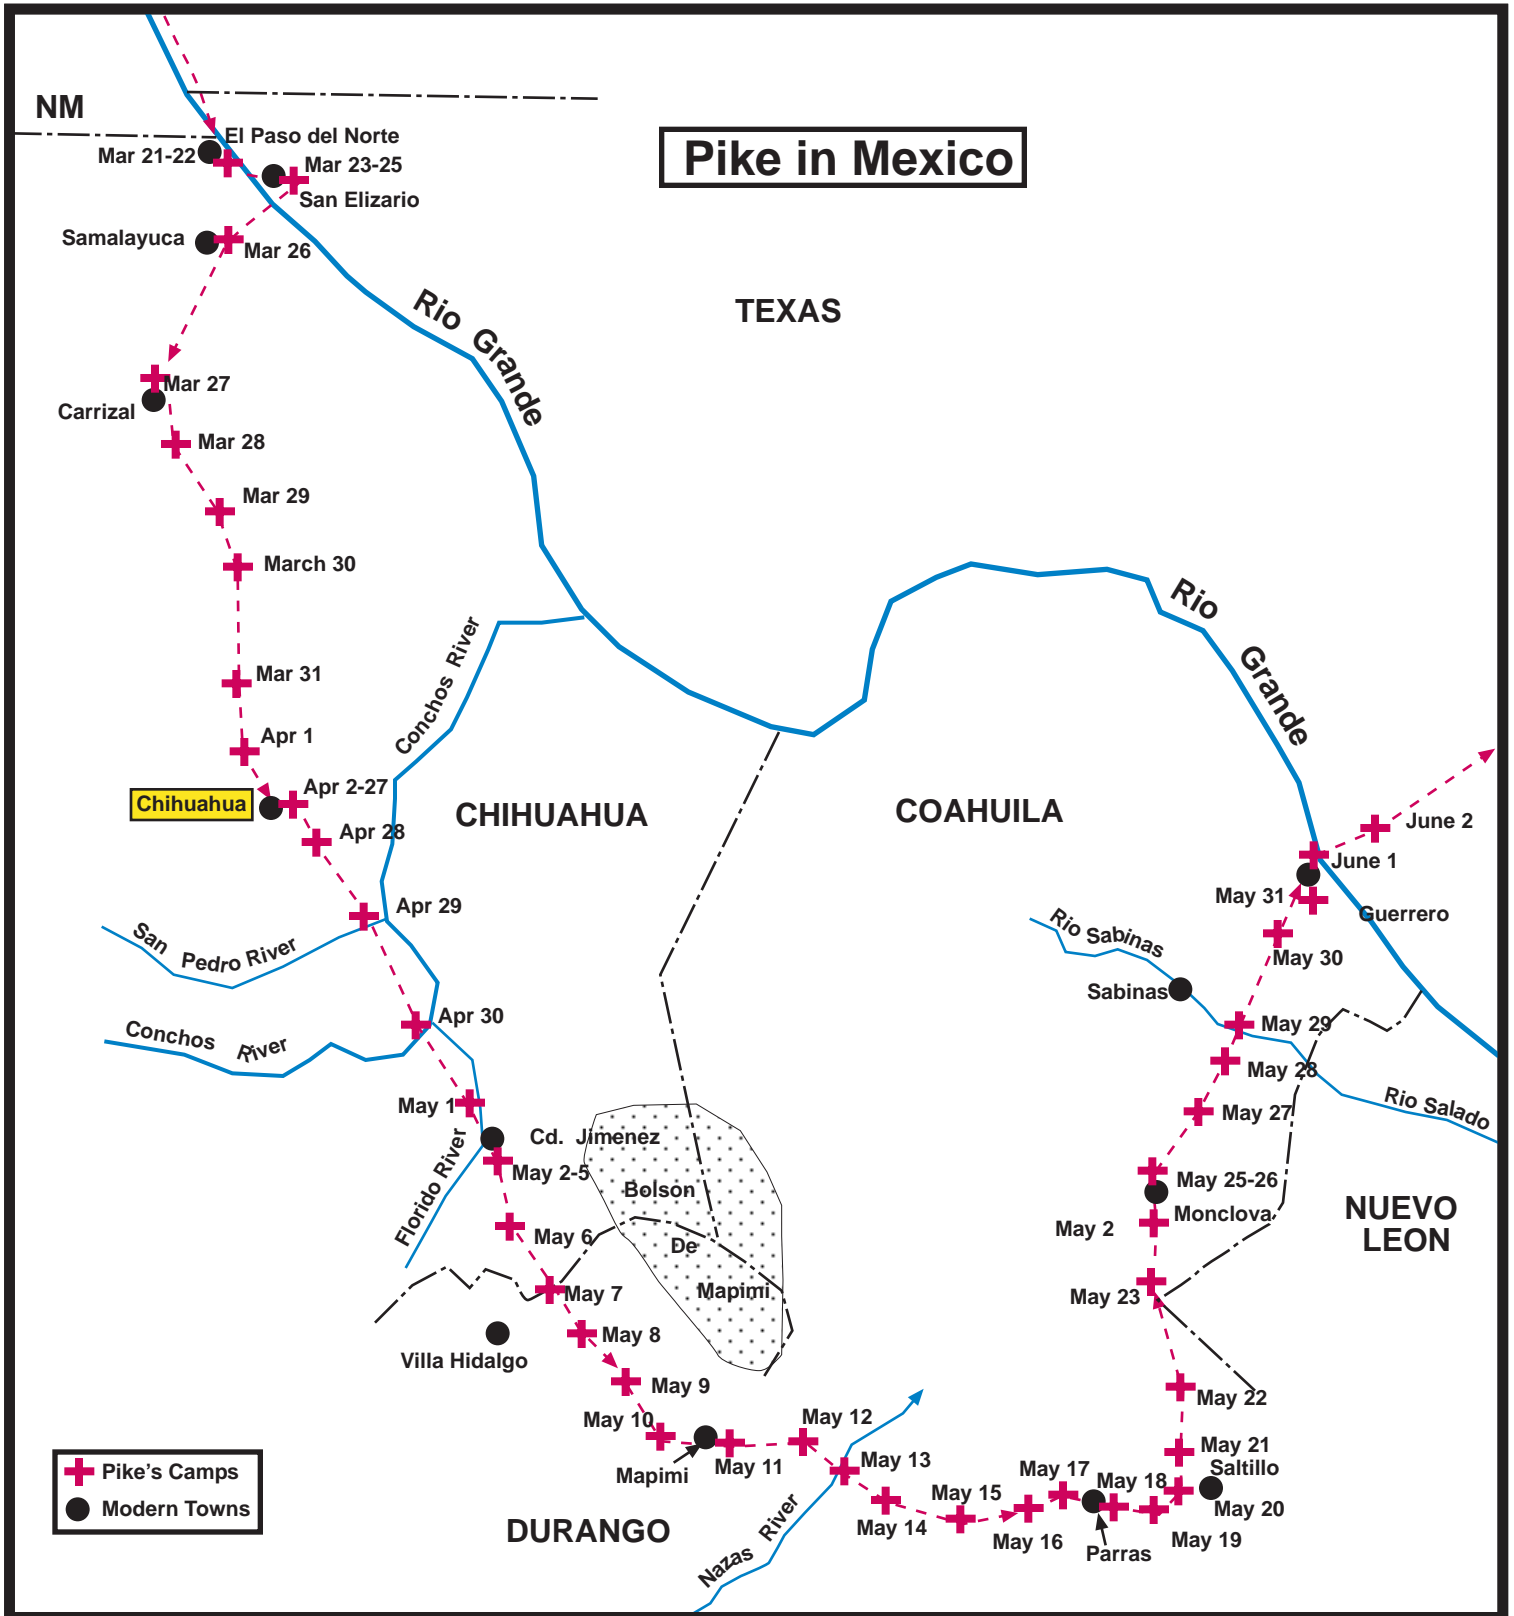 NM
Pike in Mexico
El Paso del Norte
Mar 21-22
Mar 23-25
San Elizario
Samalayuca
Mar 26
Rio Grande
TEXAS
Mar 27
Carrizal
Mar 28
Mar 29
March 30
Rio Grande
Conchos River
Mar 31
Apr 1
Apr 2-27
Chihuahua
CHIHUAHUA
COAHUILA
Apr 28
June 2
June 1
May 31
Guerrero
Apr 29
San Pedro River
Rio Sabinas
May 30
Sabinas
Apr 30
May 29
Conchos River
May 28
Rio Salado
May 1
May 27
Cd. Jimenez
Florido River
May 2-5
May 25-26
Bolson
De
Mapimi
Monclova
May 2
NUEVO
LEON
May 6
May 7
May 23
May 8
Villa Hidalgo
May 9
May 22
May 10
May 12
May 21
Saltillo
May 11
Mapimi
May 13
May 17
May 18
May 15
May 20
May 14
May 16
May 19
Parras
Nazas River
DURANGO
Pike's Camps
Modern Towns